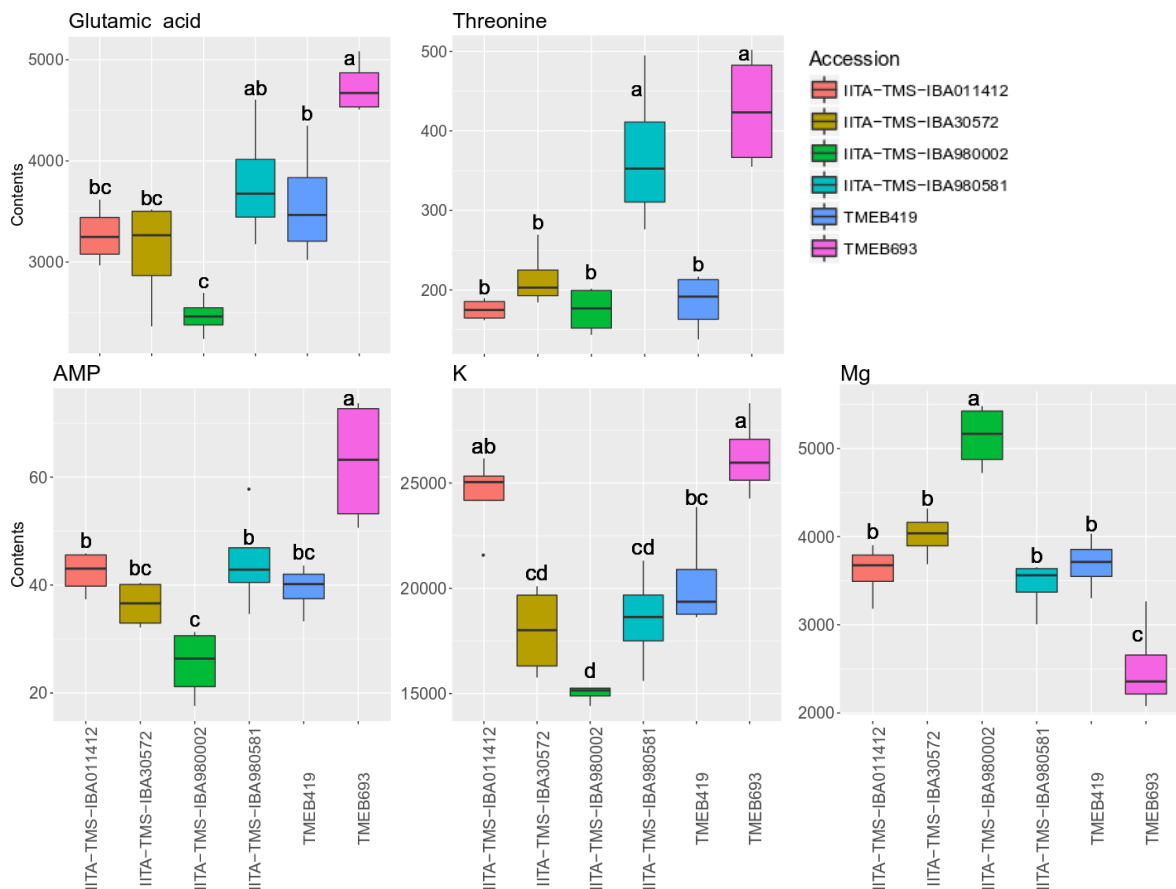 Glutamic acid
Threonine
Accession
IITA−TMS−IBA011412
IITA−TMS−IBA30572
IITA−TMS−IBA980002
IITA−TMS−IBA980581
TMEB419
TMEB693
Contents
5000
4000
3000
bc
bc
c
ab
b
a
500
400
300
200
b
b
b
a
b
a
AMP
K
Mg
Contents
60
40
20
b
bc
c
b
bc
a
25000
20000
15000
ab
cd
d
cd
bc
a
5000
4000
3000
2000
b
b
a
b
b
c
IITA−TMS−IBA011412
IITA−TMS−IBA30572
IITA−TMS−IBA980002
IITA−TMS−IBA980581
TMEB419
TMEB693
IITA−TMS−IBA011412
IITA−TMS−IBA30572
IITA−TMS−IBA980002
IITA−TMS−IBA980581
TMEB419
TMEB693
IITA−TMS−IBA011412
IITA−TMS−IBA30572
IITA−TMS−IBA980002
IITA−TMS−IBA980581
TMEB419
TMEB693